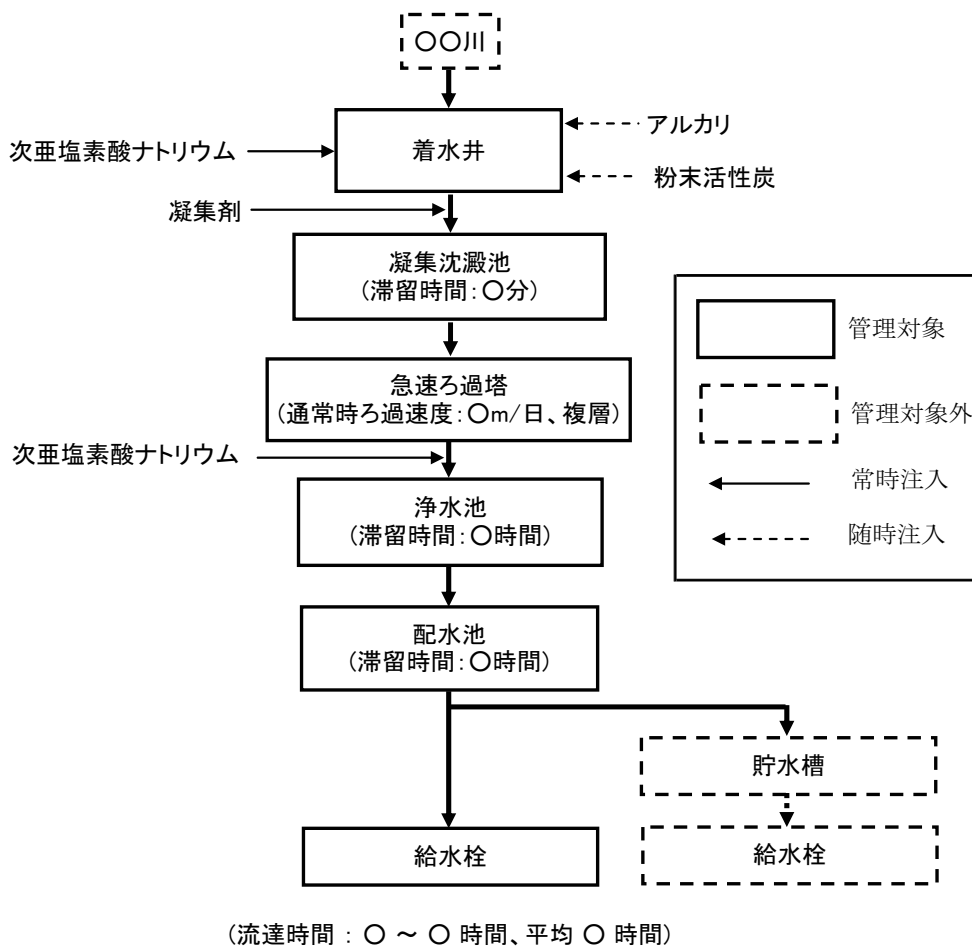 〇〇川
アルカリ
次亜塩素酸ナトリウム
着水井
粉末活性炭
凝集剤
凝集沈澱池
(滞留時間：〇分)
急速ろ過塔
(通常時ろ過速度：〇m/日、複層)
次亜塩素酸ナトリウム
浄水池
(滞留時間：〇時間)
配水池
(滞留時間：〇時間)
貯水槽
給水栓
給水栓
(流達時間 ： 〇 ～ 〇 時間、平均 〇 時間)
管理対象
管理対象外
常時注入
随時注入